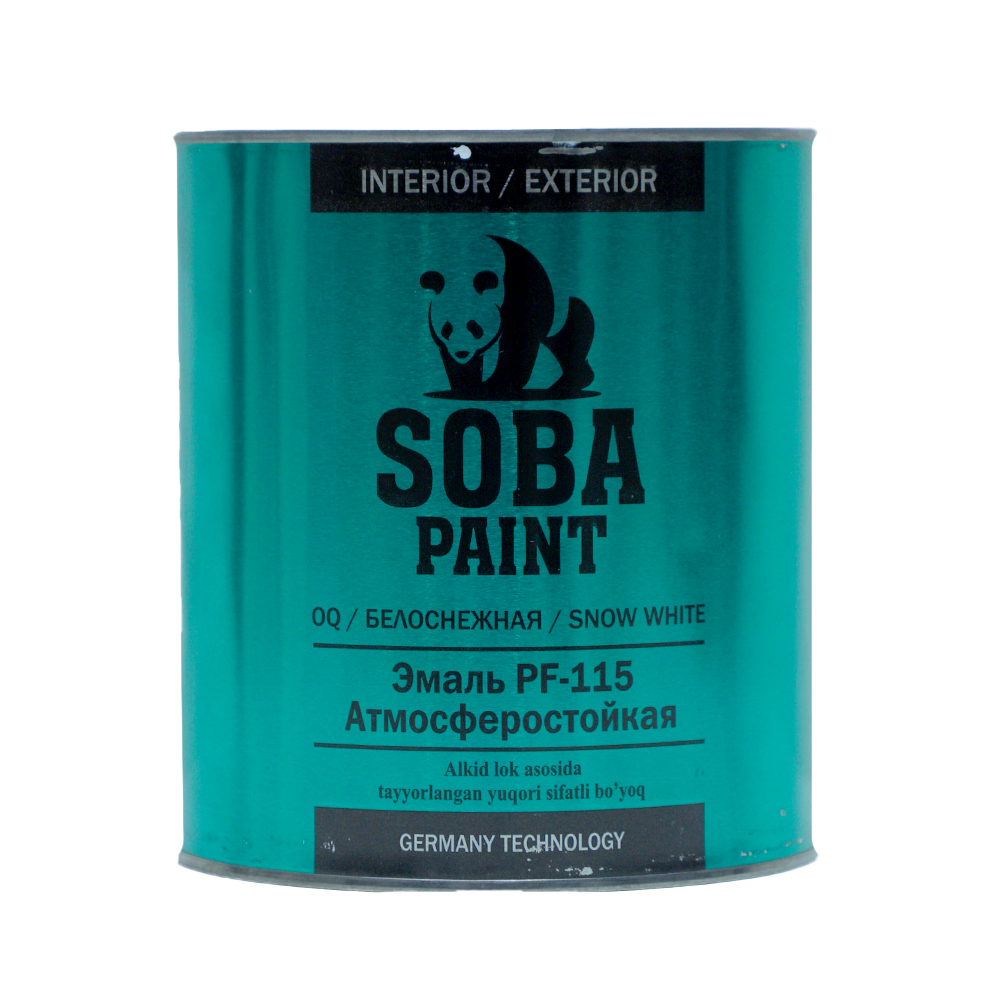 INTERIOR / EXTERIOR
SOBA
PAINT
OQ / БЕЛОСНЕЖНАЯ / SNOW WHITE
Эмаль PF-115
Атмосферостойкая
Alkid lok asosida
tayyorlangan yuqori sifatli bo'yoq
GERMANY TECHNOLOGY